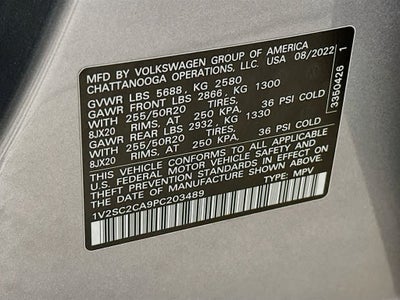 MFD BY VOLKSWAGEN GROUP OF AMERICA
CHATTANOOGA OPERATIONS, LLC. USA 08/2022
GVWR LBS 5688, KG 2580
GAWR FRONT LBS 2866, KG 1300
WITH 255/50R20 TIRES, 36 PSI COLD
8JX20 RIMS, AT 250 KPA
GAWR REAR LBS 2932, KG 1330
WITH 255/50R20 TIRES, 36 PSI COLD
8JX20 RIMS, AT 250 KPA.
THIS VEHICLE CONFORMS TO ALL APPLICABLE
U.S. FEDERAL MOTOR VEHICLE SAFETY AND
THEFT PREVENTION STANDARDS IN EFFECT ON
THE DATE OF MANUFACTURE SHOWN ABOVE.
1V2SC2CA9PC203489 TYPE: MPV
3350426 1